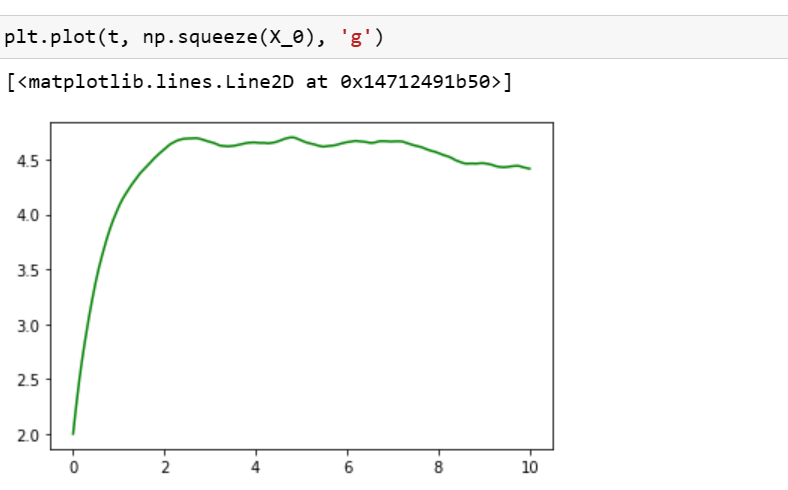 plt.plot(t, np.squeeze(X_0), 'g')
[<matplotlib.lines.Line2D at 0x14712491b50>]
4.5
4.0
3.5
3.0
2.5
2.0
0 2 4 6 8 10